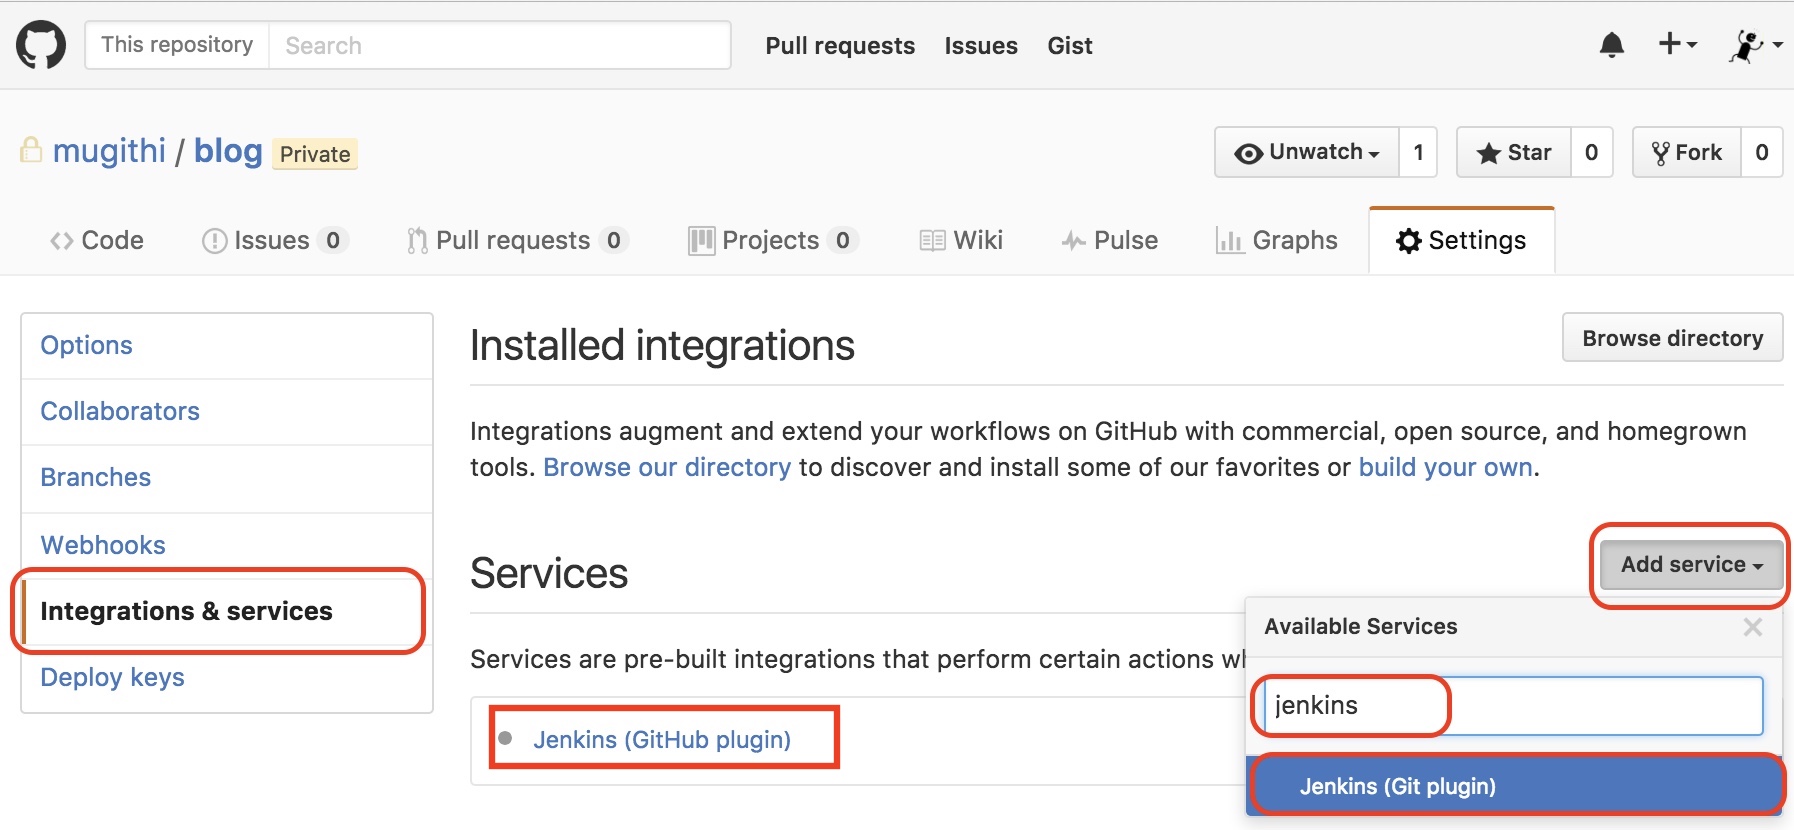 This repository Search Pull requests Issues Gist
mugithi / blog Private Unwatch 1 Star 0 Fork 0
Code Issues 0 Pull requests 0 Projects 0 Wiki Pulse Graphs Settings
Options
Collaborators
Branches
Webhooks
Integrations & services
Deploy keys
Installed integrations Browse directory
Integrations augment and extend your workflows on GitHub with commercial, open source, and homegrown
tools. Browse our directory to discover and install some of our favorites or build your own.
Services Add service
Services are pre-built integrations that perform certain actions
Jenkins (GitHub plugin)
Available Services
jenkins
Jenkins (Git plugin)